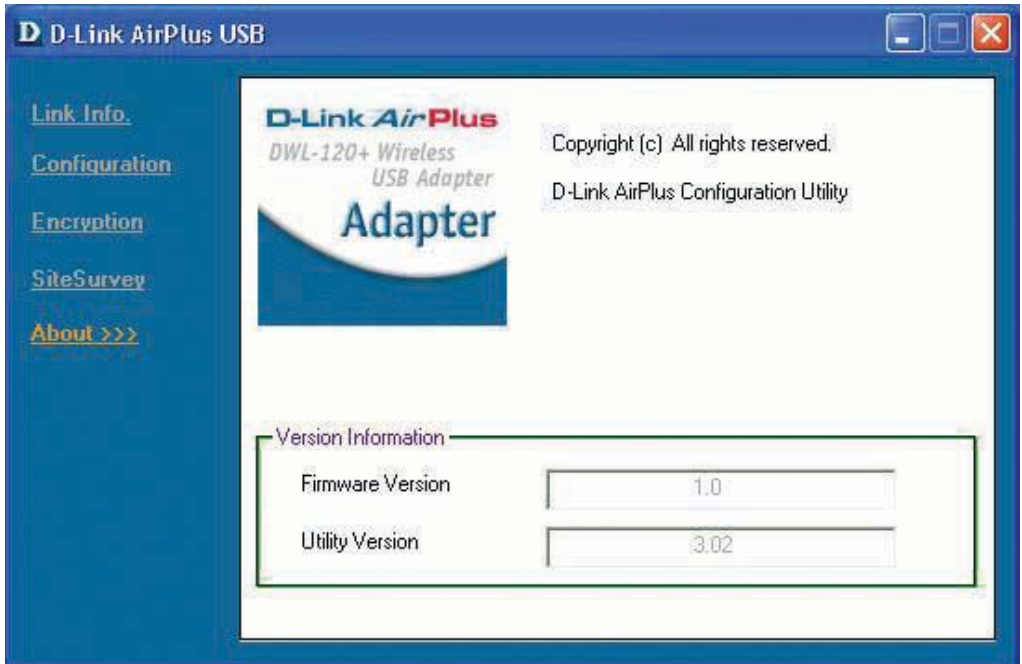 D D-Link AirPlus USB
Link Info.
Configuration
Encryption
SiteSurvey
About >>>
D-Link AirPlus
DWL-120+ Wireless
USB Adapter
Adapter
Copyright (c) All rights reserved.
D-Link AirPlus Configuration Utility
Version Information
Firmware Version 1.0
Utility Version 3.02